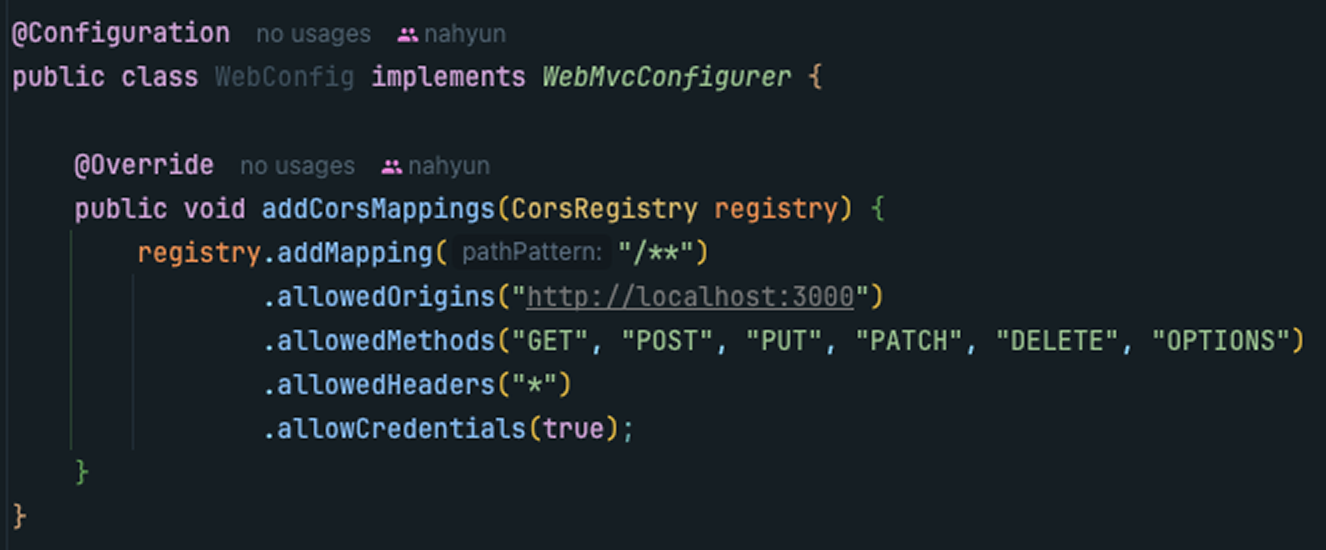 @Configuration no usages nahyun
public class WebConfig implements WebMvcConfigurer {
@Override no usages nahyun
public void addCorsMappings(CorsRegistry registry) {
registry.addMapping( pathPattern: "/**")
.allowedOrigins("http://localhost:3000")
.allowedMethods("GET", "POST", "PUT", "PATCH", "DELETE", "OPTIONS")
.allowedHeaders("*")
.allowCredentials(true);
}
}